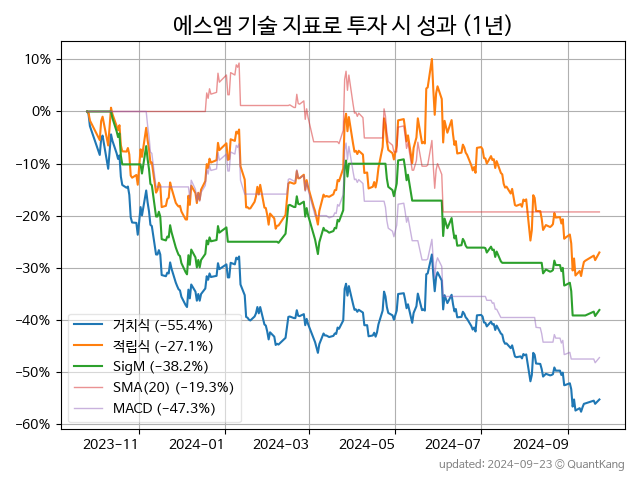 에스엠 기술 지표로 투자 시 성과 (1년)
10%
0%
−10%
−20%
−30%
−40%
−50%
−60%
거치식 (−55.4%)
적립식 (−27.1%)
SigM (−38.2%)
SMA(20) (−19.3%)
MACD (−47.3%)
2023−11 2024−01 2024−03 2024−05 2024−07 2024−09
updated: 2024−09−23 © QuantKang